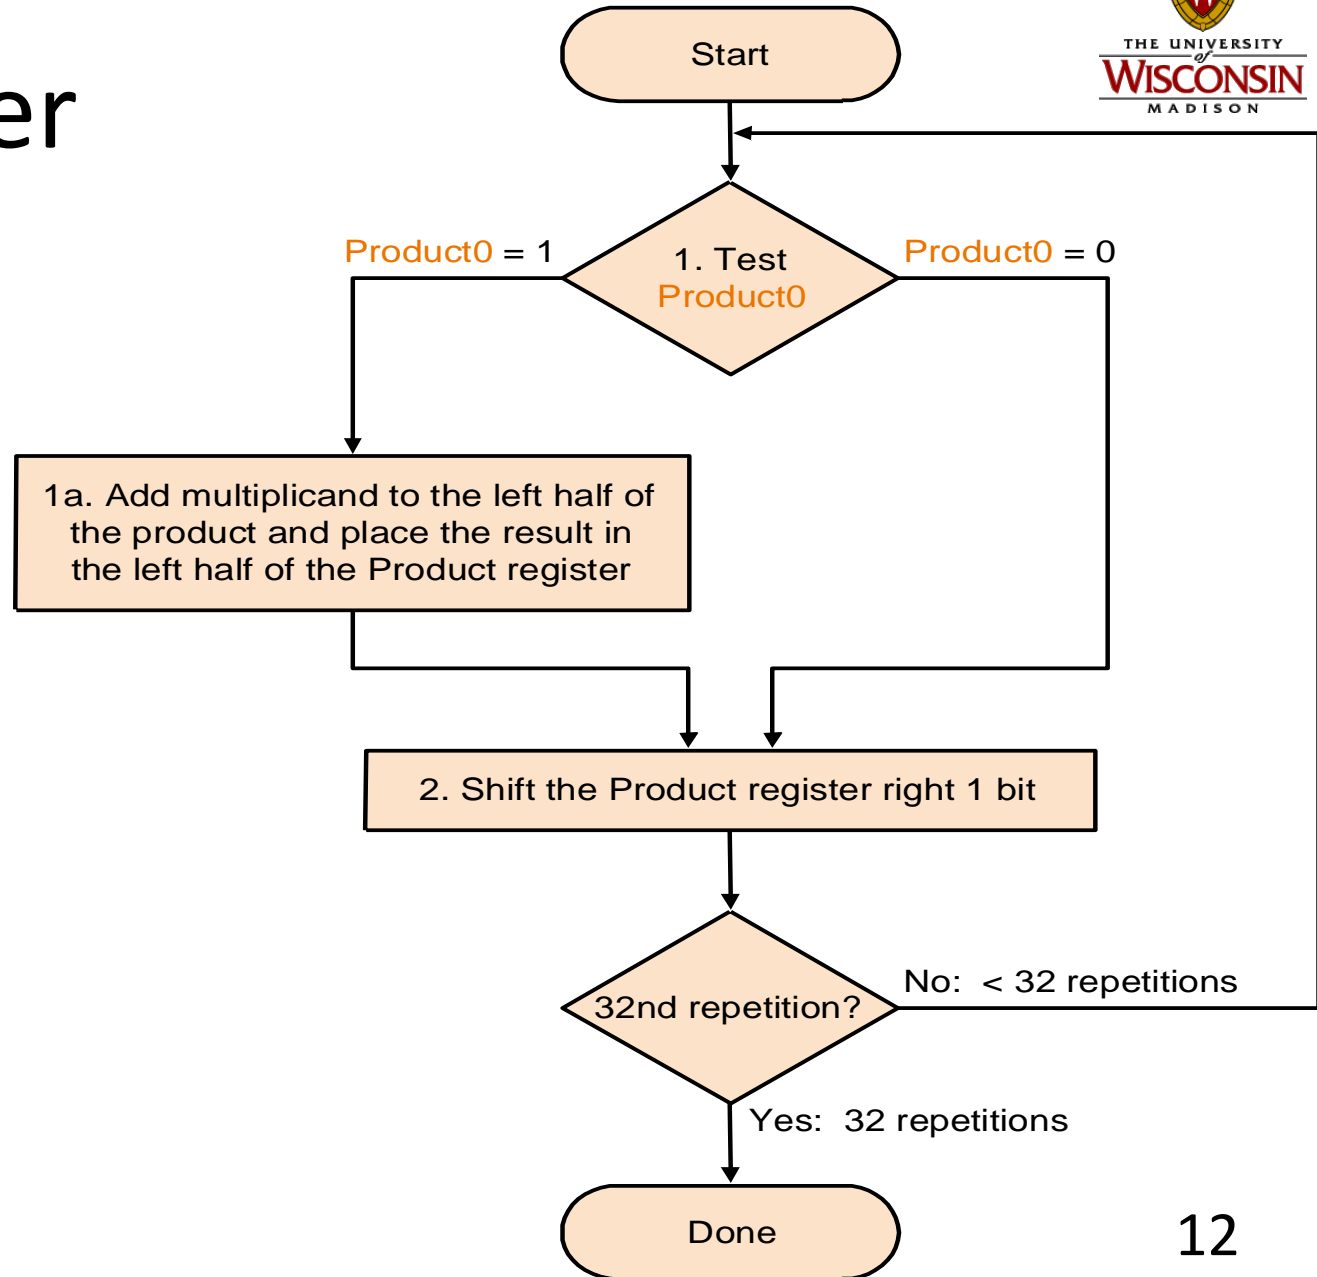 er
Start
THE UNIVERSITY
of
WISCONSIN
MADISON
Product0 = 1
1. Test
Product0
Product0 = 0
1a. Add multiplicand to the left half of
the product and place the result in
the left half of the Product register
2. Shift the Product register right 1 bit
32nd repetition?
No: < 32 repetitions
Yes: 32 repetitions
Done
12